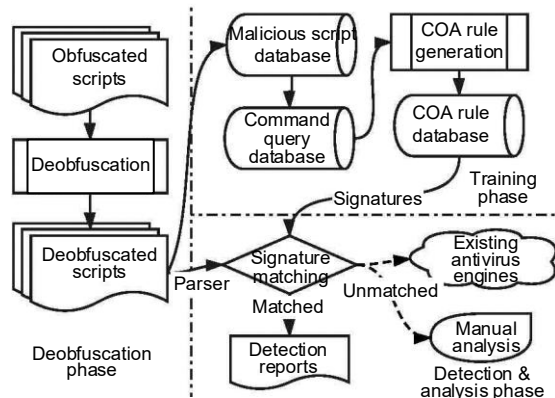 Obfuscated
scripts
Deobfuscation
Deobfuscated
scripts
Deobfuscation
phase
Malicious script
database
Command
query
database
COA rule
generation
COA rule
database
Signatures
Training
phase
Parser
Signature
matching
Matched
Unmatched
Detection
reports
Existing
antivirus
engines
Manual
analysis
Detection &
analysis phase